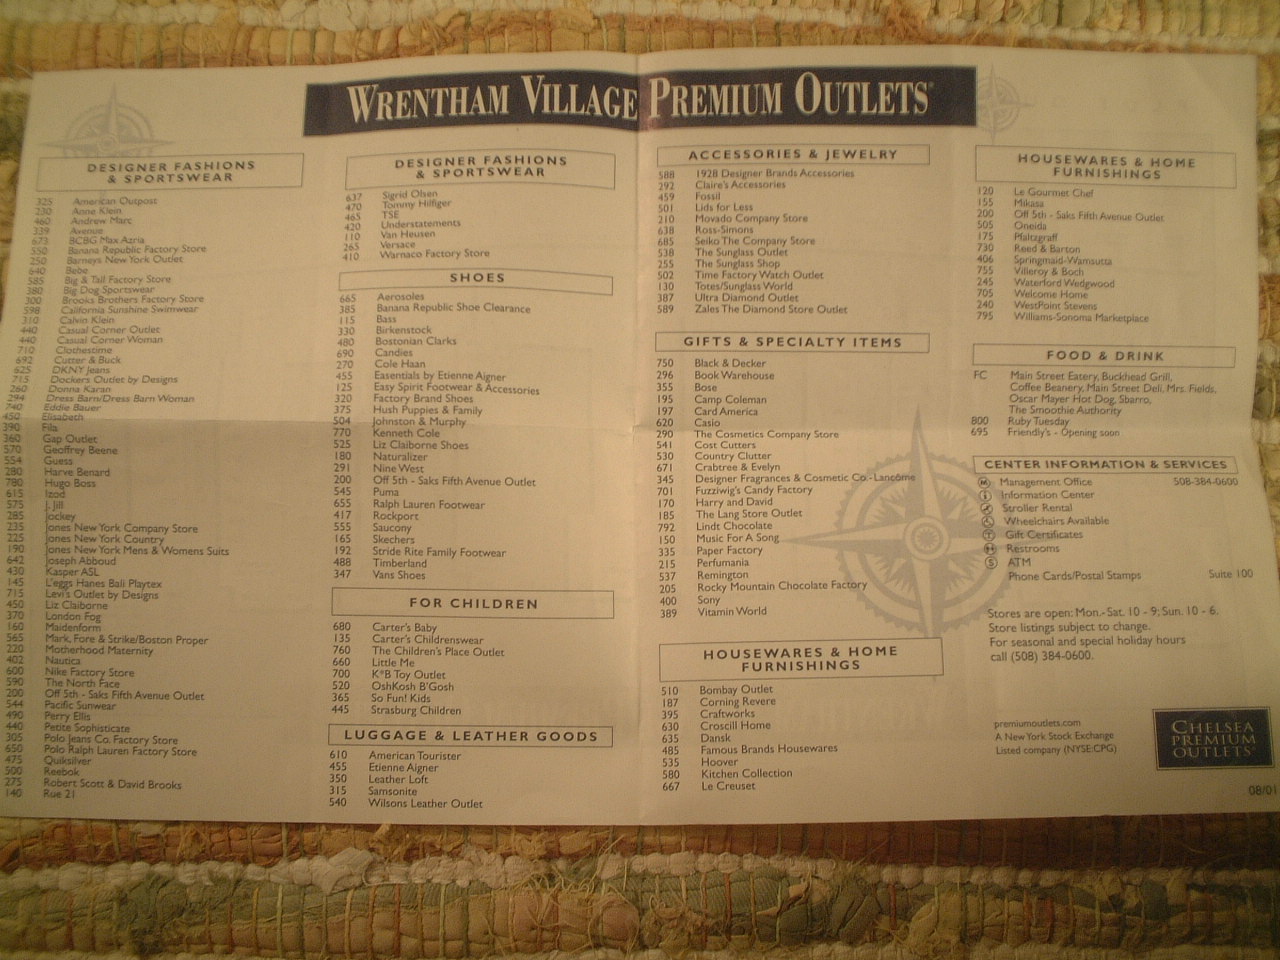 WRENTHAM VILLAGE PREMIUM OUTLETS
DESIGNER FASHIONS
& SPORTSWEAR
325 American Outpost
230 Anne Klein
460 Andrew Marc
339 Avenue
673 BCBG Max Azria
550 Banana Republic Factory Store
250 Barneys New York Outlet
640 Bebe
585 Big & Tall Factory Store
380 Big Dog Sportswear
300 Brooks Brothers Factory Store
598 California Sunshine Swimwear
310 Calvin Klein
440 Casual Corner Outlet
440 Casual Corner Woman
710 Clothestime
692 Cutter & Buck
625 DKNY Jeans
715 Dockers Outlet by Designs
260 Donna Karan
294 Dress Barn/Dress Barn Woman
740 Eddie Bauer
450 Elisabeth
390 Fila
360 Gap Outlet
570 Geoffrey Beene
554 Guess
280 Harve Benard
780 Hugo Boss
615 Izod
575 J. Jill
285 Jockey
235 Jones New York Company Store
225 Jones New York Country
190 Jones New York Mens & Womens Suits
642 Joseph Abboud
430 Kasper ASL
145 L'eggs Hanes Bali Playtex
715 Levi's Outlet by Designs
450 Liz Claiborne
370 London Fog
160 Maidenform
565 Mark, Fore & Strike/Boston Proper
220 Motherhood Maternity
402 Nautica
600 Nike Factory Store
590 The North Face
200 Off 5th - Saks Fifth Avenue Outlet
544 Pacific Sunwear
490 Perry Ellis
440 Petite Sophisticate
305 Polo Jeans Co. Factory Store
650 Polo Ralph Lauren Factory Store
475 Quiksilver
500 Reebok
275 Robert Scott & David Brooks
140 Rue 21
DESIGNER FASHIONS
& SPORTSWEAR
637 Sigrid Olsen
470 Tommy Hilfiger
465 TSE
420 Understatements
110 Van Heusen
265 Versace
410 Warnaco Factory Store
SHOES
665 Aerosoles
385 Banana Republic Shoe Clearance
115 Bass
330 Birkenstock
480 Bostonian Clarks
690 Candies
270 Cole Haan
455 Essentials by Etienne Aigner
125 Easy Spirit Footwear & Accessories
320 Factory Brand Shoes
375 Hush Puppies & Family
504 Johnston & Murphy
770 Kenneth Cole
525 Liz Claiborne Shoes
180 Naturalizer
291 Nine West
200 Off 5th - Saks Fifth Avenue Outlet
545 Puma
655 Ralph Lauren Footwear
417 Rockport
555 Saucony
165 Skechers
192 Stride Rite Family Footwear
488 Timberland
347 Vans Shoes
FOR CHILDREN
680 Carter's Baby
135 Carter's Childrenswear
760 The Children's Place Outlet
660 Little Me
700 K*B Toy Outlet
520 OshKosh B'Gosh
365 So Fun! Kids
445 Strasburg Children
LUGGAGE & LEATHER GOODS
610 American Tourister
455 Etienne Aigner
350 Leather Loft
315 Samsonite
540 Wilsons Leather Outlet
ACCESSORIES & JEWELRY
588 1928 Designer Brands Accessories
292 Claire's Accessories
459 Fossil
501 Lids for Less
210 Movado Company Store
638 Ross-Simons
685 Seiko The Company Store
538 The Sunglass Outlet
255 The Sunglass Shop
502 Time Factory Watch Outlet
130 Totes/Sunglass World
387 Ultra Diamond Outlet
589 Zales The Diamond Store Outlet
GIFTS & SPECIALTY ITEMS
750 Black & Decker
296 Book Warehouse
355 Bose
195 Camp Coleman
197 Card America
620 Casio
290 The Cosmetics Company Store
541 Cost Cutters
530 Country Clutter
671 Crabtree & Evelyn
345 Designer Fragrances & Cosmetic Co.-Lancôme
701 Fuzziwig's Candy Factory
170 Harry and David
185 The Lang Store Outlet
792 Lindt Chocolate
150 Music For A Song
335 Paper Factory
215 Perfumania
537 Remington
205 Rocky Mountain Chocolate Factory
400 Sony
389 Vitamin World
HOUSEWARES & HOME
FURNISHINGS
510 Bombay Outlet
187 Corning Revere
395 Craftworks
630 Croscill Home
635 Dansk
485 Famous Brands Housewares
535 Hoover
580 Kitchen Collection
667 Le Creuset
HOUSEWARES & HOME
FURNISHINGS
120 Le Gourmet Chef
155 Mikasa
200 Off 5th - Saks Fifth Avenue Outlet
505 Oneida
175 Pfaltzgraff
730 Reed & Barton
406 Springmaid-Wamsutta
755 Villeroy & Boch
245 Waterford Wedgwood
705 Welcome Home
240 WestPoint Stevens
795 Williams-Sonoma Marketplace
FOOD & DRINK
FC Main Street Eatery, Buckhead Grill,
Coffee Beanery, Main Street Deli, Mrs. Fields,
Oscar Mayer Hot Dog, Sbarro,
The Smoothie Authority
800 Ruby Tuesday
695 Friendly's - Opening soon
CENTER INFORMATION & SERVICES
Management Office 508-384-0600
Information Center
Stroller Rental
Wheelchairs Available
Gift Certificates
Restrooms
ATM
Phone Cards/Postal Stamps Suite 100
Stores are open: Mon.-Sat. 10 - 9; Sun. 10 - 6.
Store listings subject to change.
For seasonal and special holiday hours
call (508) 384-0600.
premiumoutlets.com
A New York Stock Exchange
Listed company (NYSE:CPG)
CHELSEA
PREMIUM
OUTLETS
08/01